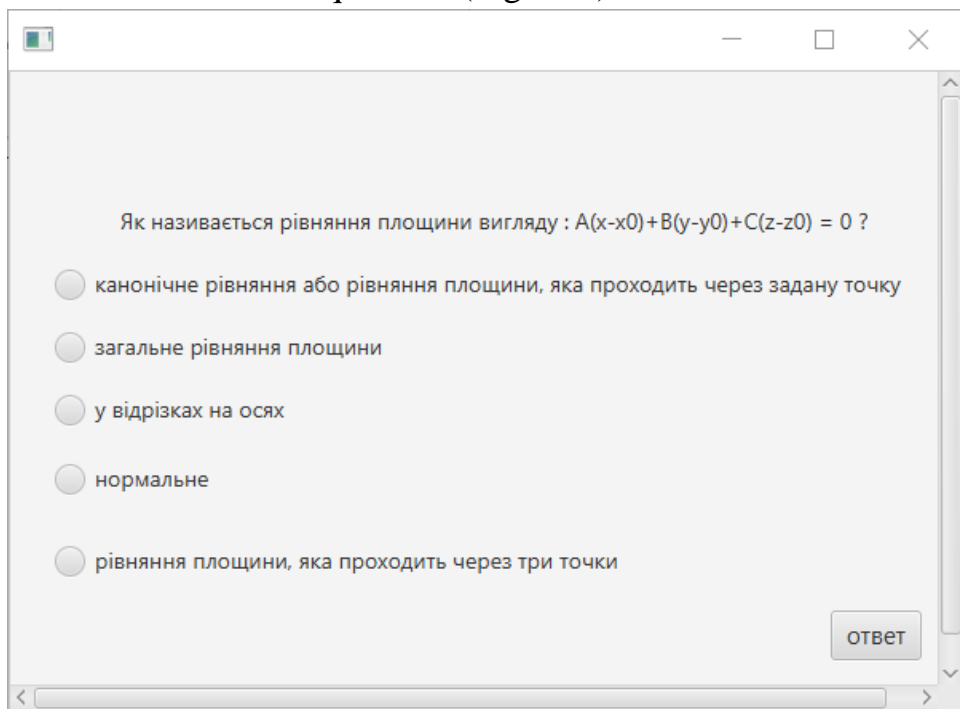 Як називається рівняння площини вигляду : A(x-x0)+B(y-y0)+C(z-z0) = 0 ?
канонічне рівняння або рівняння площини, яка проходить через задану точку
загальне рівняння площини
у відрізках на осях
нормальне
рівняння площини, яка проходить через три точки
ответ